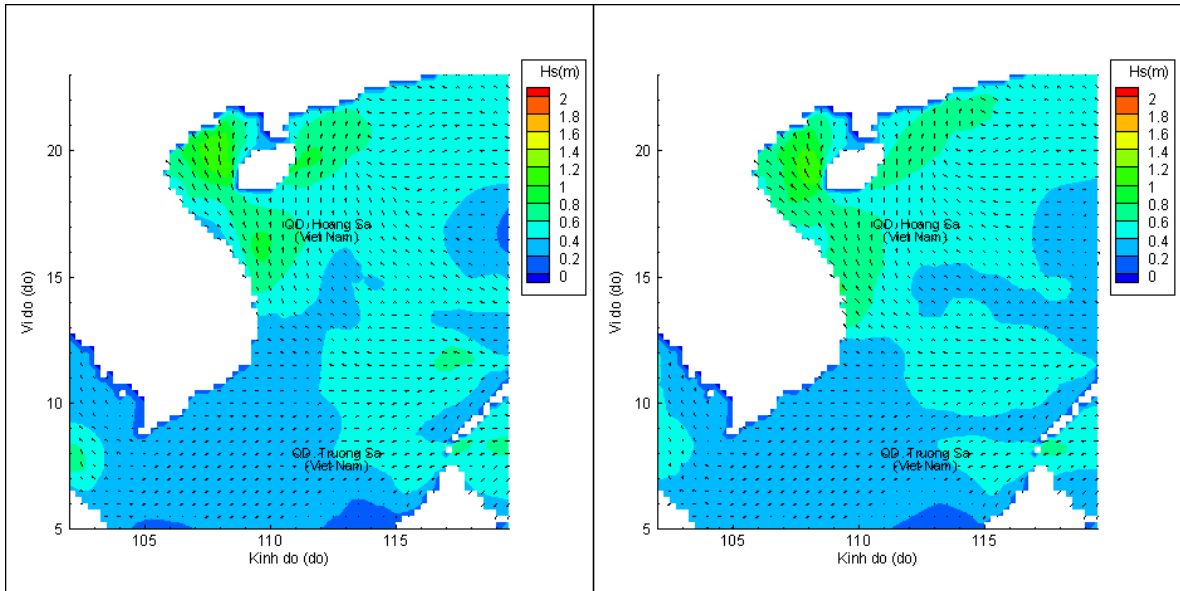 Hs(m)
2
1.8
1.6
1.4
1.2
1
0.8
0.6
0.4
0.2
0
20
15
10
5
Vi do (do)
QD. Hoang Sa
(Viet Nam)
QD. Truong Sa
(Viet Nam)
105
110
115
Kinh do (do)
Hs(m)
2
1.8
1.6
1.4
1.2
1
0.8
0.6
0.4
0.2
0
20
15
10
5
Vi do (do)
QD. Hoang Sa
(Viet Nam)
QD. Truong Sa
(Viet Nam)
105
110
115
Kinh do (do)